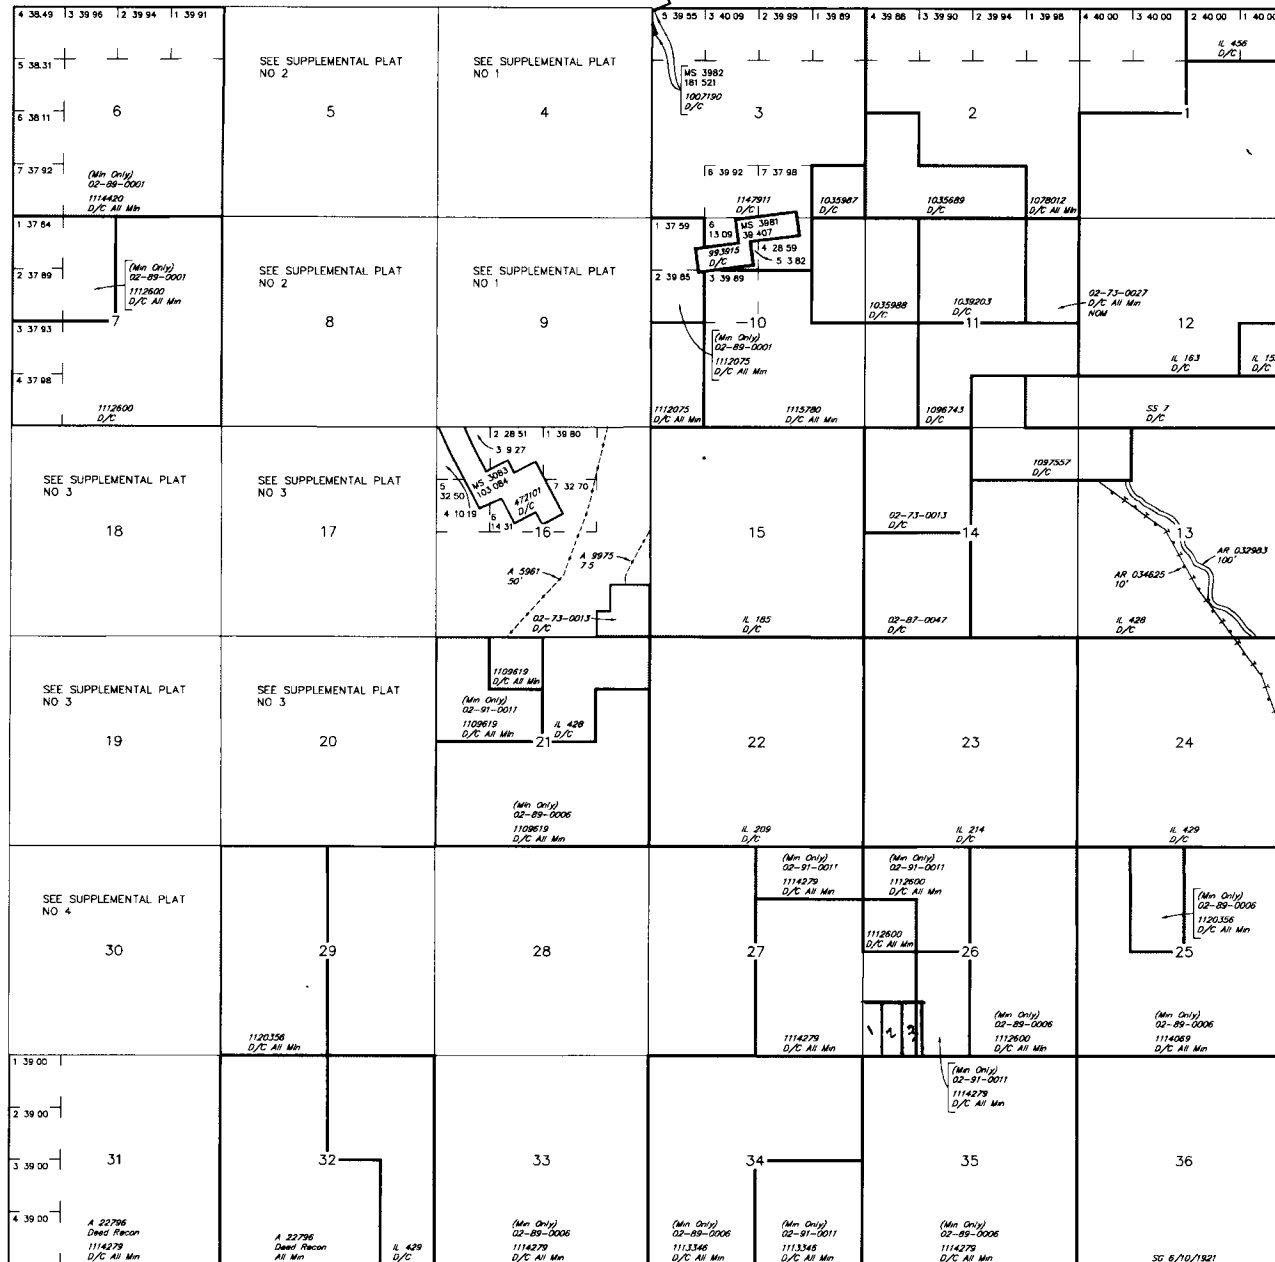 4 38.49 3 39 96 2 39 94 1 39 91
5 38.31
6 38 11
7 37 92
6
(Min Only)
02-89-0001
1114420
D/C All Min
SEE SUPPLEMENTAL PLAT
NO 2
5
SEE SUPPLEMENTAL PLAT
NO 1
4
5 39 55 3 40 09 2 39 99 1 39 89
MS 3982
181 521
1007190
D/C
3
6 39 92 7 37 98
1147911
D/C
1035987
D/C
4 39 86 3 39 90 2 39 94 1 39 98
2
1035689
D/C
1078012
D/C All Min
4 40 00 3 40 00 2 40 00 1 40 00
IL 456
D/C
1
1 37 84
2 37 89
3 37 93
4 37 98
(Min Only)
02-89-0001
1112600
D/C All Min
7
1112600
D/C
SEE SUPPLEMENTAL PLAT
NO 2
8
SEE SUPPLEMENTAL PLAT
NO 1
9
1 37 59
6
13 09
MS 3981
39 407
993915
D/C
4 28 59
5 3 82
2 39 85 3 39 89
10
(Min Only)
02-89-0001
1112075
D/C All Min
1112075
D/C All Min
1115780
D/C All Min
1035988
D/C
1039203
D/C
11
1096743
D/C
02-73-0027
D/C All Min
NOM
12
IL 163
D/C
IL 15
D/C
SS 7
D/C
SEE SUPPLEMENTAL PLAT
NO 3
18
SEE SUPPLEMENTAL PLAT
NO 3
17
2 28 51 1 39 80
3 9 27
MS 3083
103 084
472101
D/C
5
32 50
4 10 19
6
14 31
7 32 70
16
A 5961
50'
A 9975
7 5
02-73-0013
D/C
15
IL 185
D/C
02-73-0013
D/C
14
02-87-0047
D/C
1097557
D/C
13
AR 032983
100'
AR 034625
10'
IL 428
D/C
SEE SUPPLEMENTAL PLAT
NO 3
19
SEE SUPPLEMENTAL PLAT
NO 3
20
1109619
D/C All Min
(Min Only)
02-91-0011
1109619
D/C All Min
IL 428
D/C
21
(Min Only)
02-89-0006
1109619
D/C All Min
22
IL 209
D/C
23
IL 214
D/C
24
IL 429
D/C
SEE SUPPLEMENTAL PLAT
NO 4
30
29
1120356
D/C All Min
28
27
(Min Only)
02-91-0011
1114279
D/C All Min
1114279
D/C All Min
(Min Only)
02-91-0011
1112600
D/C All Min
1112600
D/C All Min
26
1 2 3
(Min Only)
02-89-0006
1112600
D/C All Min
(Min Only)
02-89-0006
1120356
D/C All Min
25
(Min Only)
02-89-0006
1114069
D/C All Min
1 39 00
2 39 00
3 39 00
4 39 00
31
A 22796
Deed Recon
1114279
D/C All Min
32
A 22796
Deed Recon
All Min
IL 429
D/C
33
(Min Only)
02-89-0006
1114279
D/C All Min
34
(Min Only)
02-89-0006
1113346
D/C All Min
(Min Only)
02-91-0011
1113346
D/C All Min
(Min Only)
02-91-0011
1114279
D/C All Min
35
(Min Only)
02-89-0006
1114279
D/C All Min
36
SG 6/10/1921